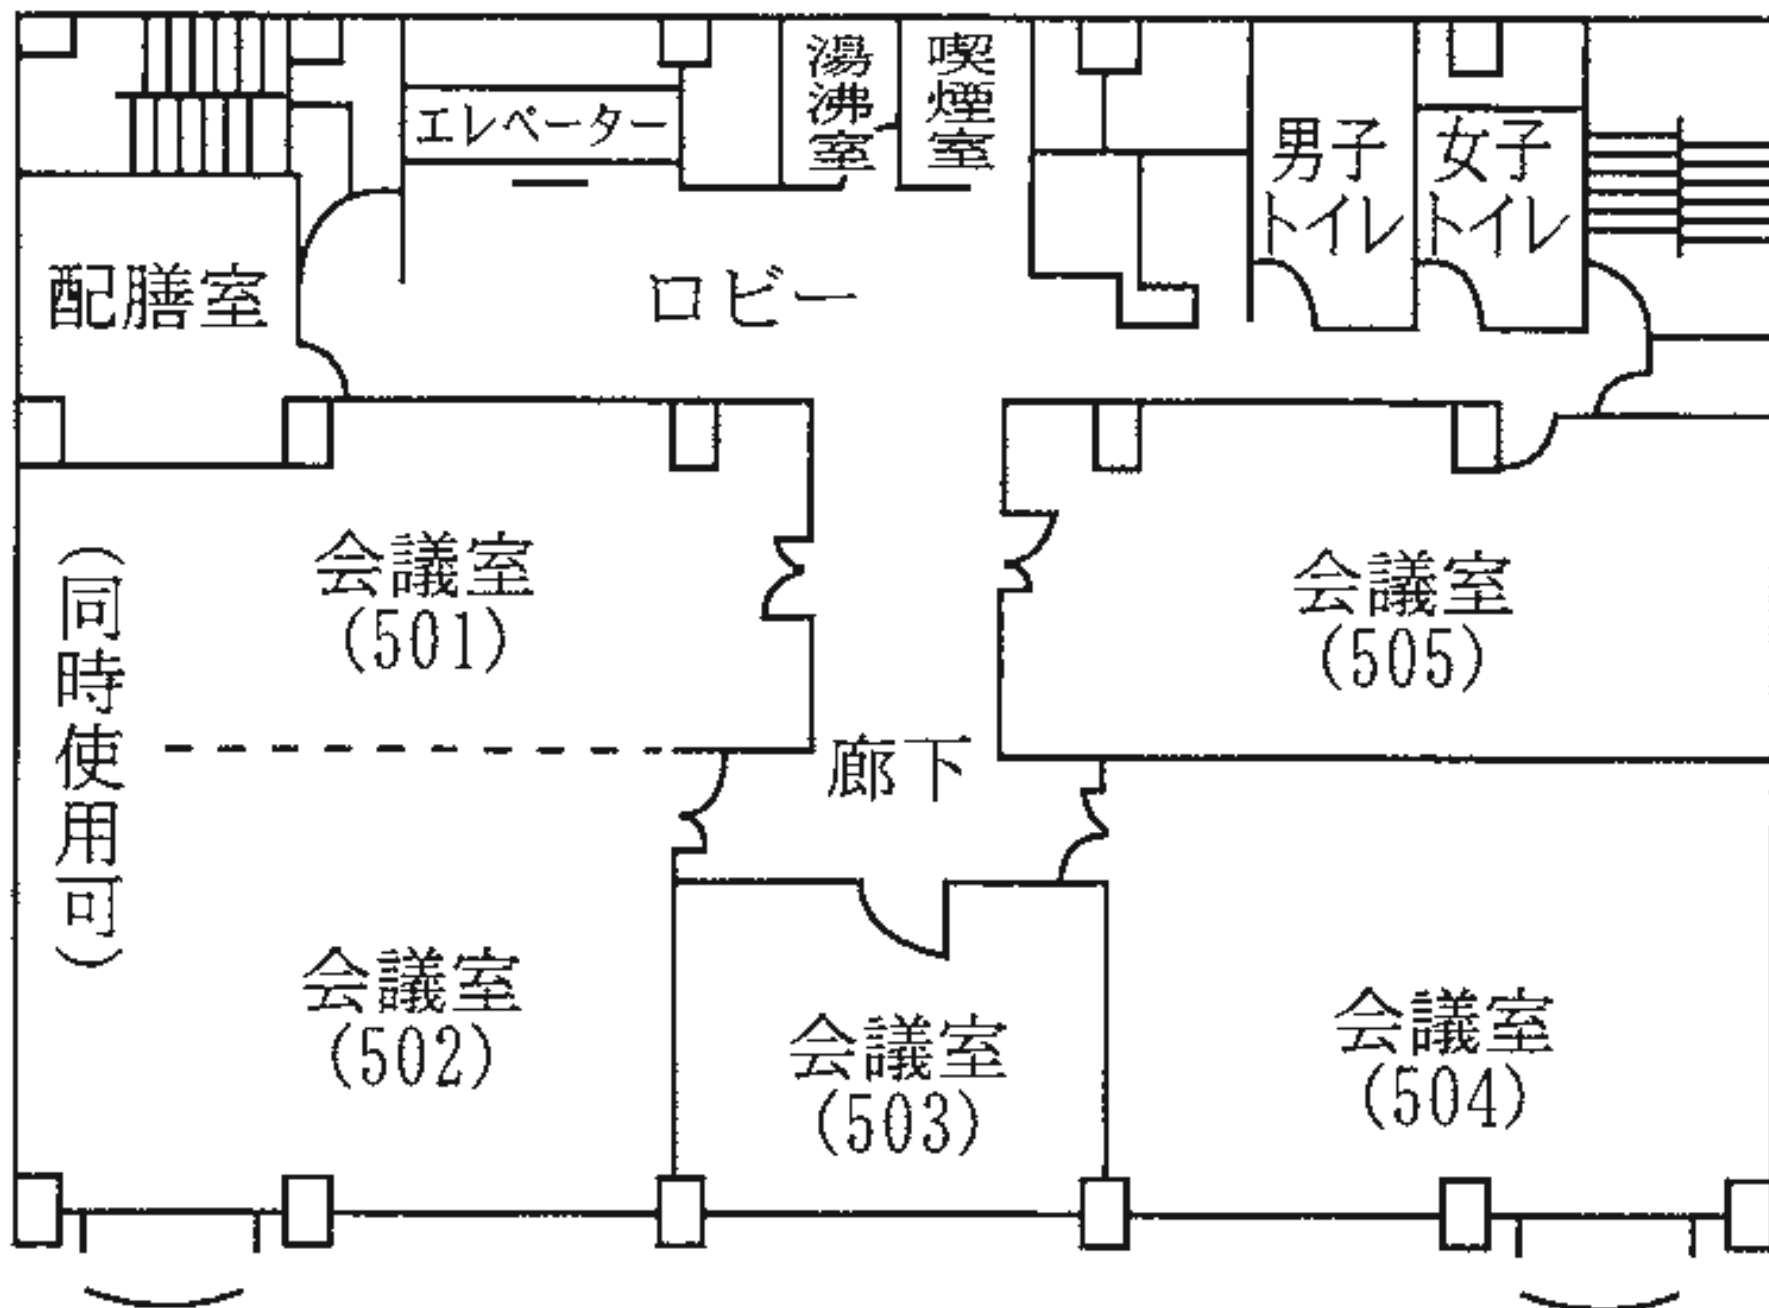 湯沸室
喫煙室
エレベーター
男子
トイレ
女子
トイレ
配膳室
ロビー
会議室
(501)
会議室
(505)
(同時使用可)
廊下
会議室
(502)
会議室
(503)
会議室
(504)